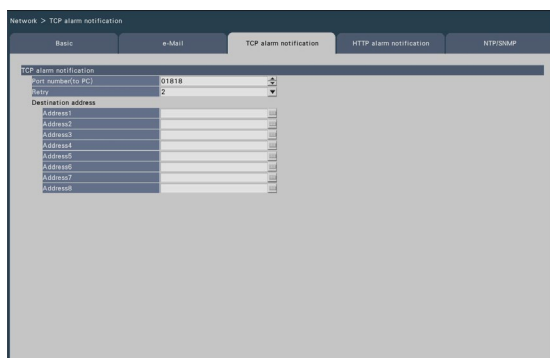 Network > TCP alarm notification
Basic e-Mail TCP alarm notification HTTP alarm notification NTP/SNMP
TCP alarm notification
Port number(to PC) 01818
Retry 2
Destination address
Address1
Address2
Address3
Address4
Address5
Address6
Address7
Address8